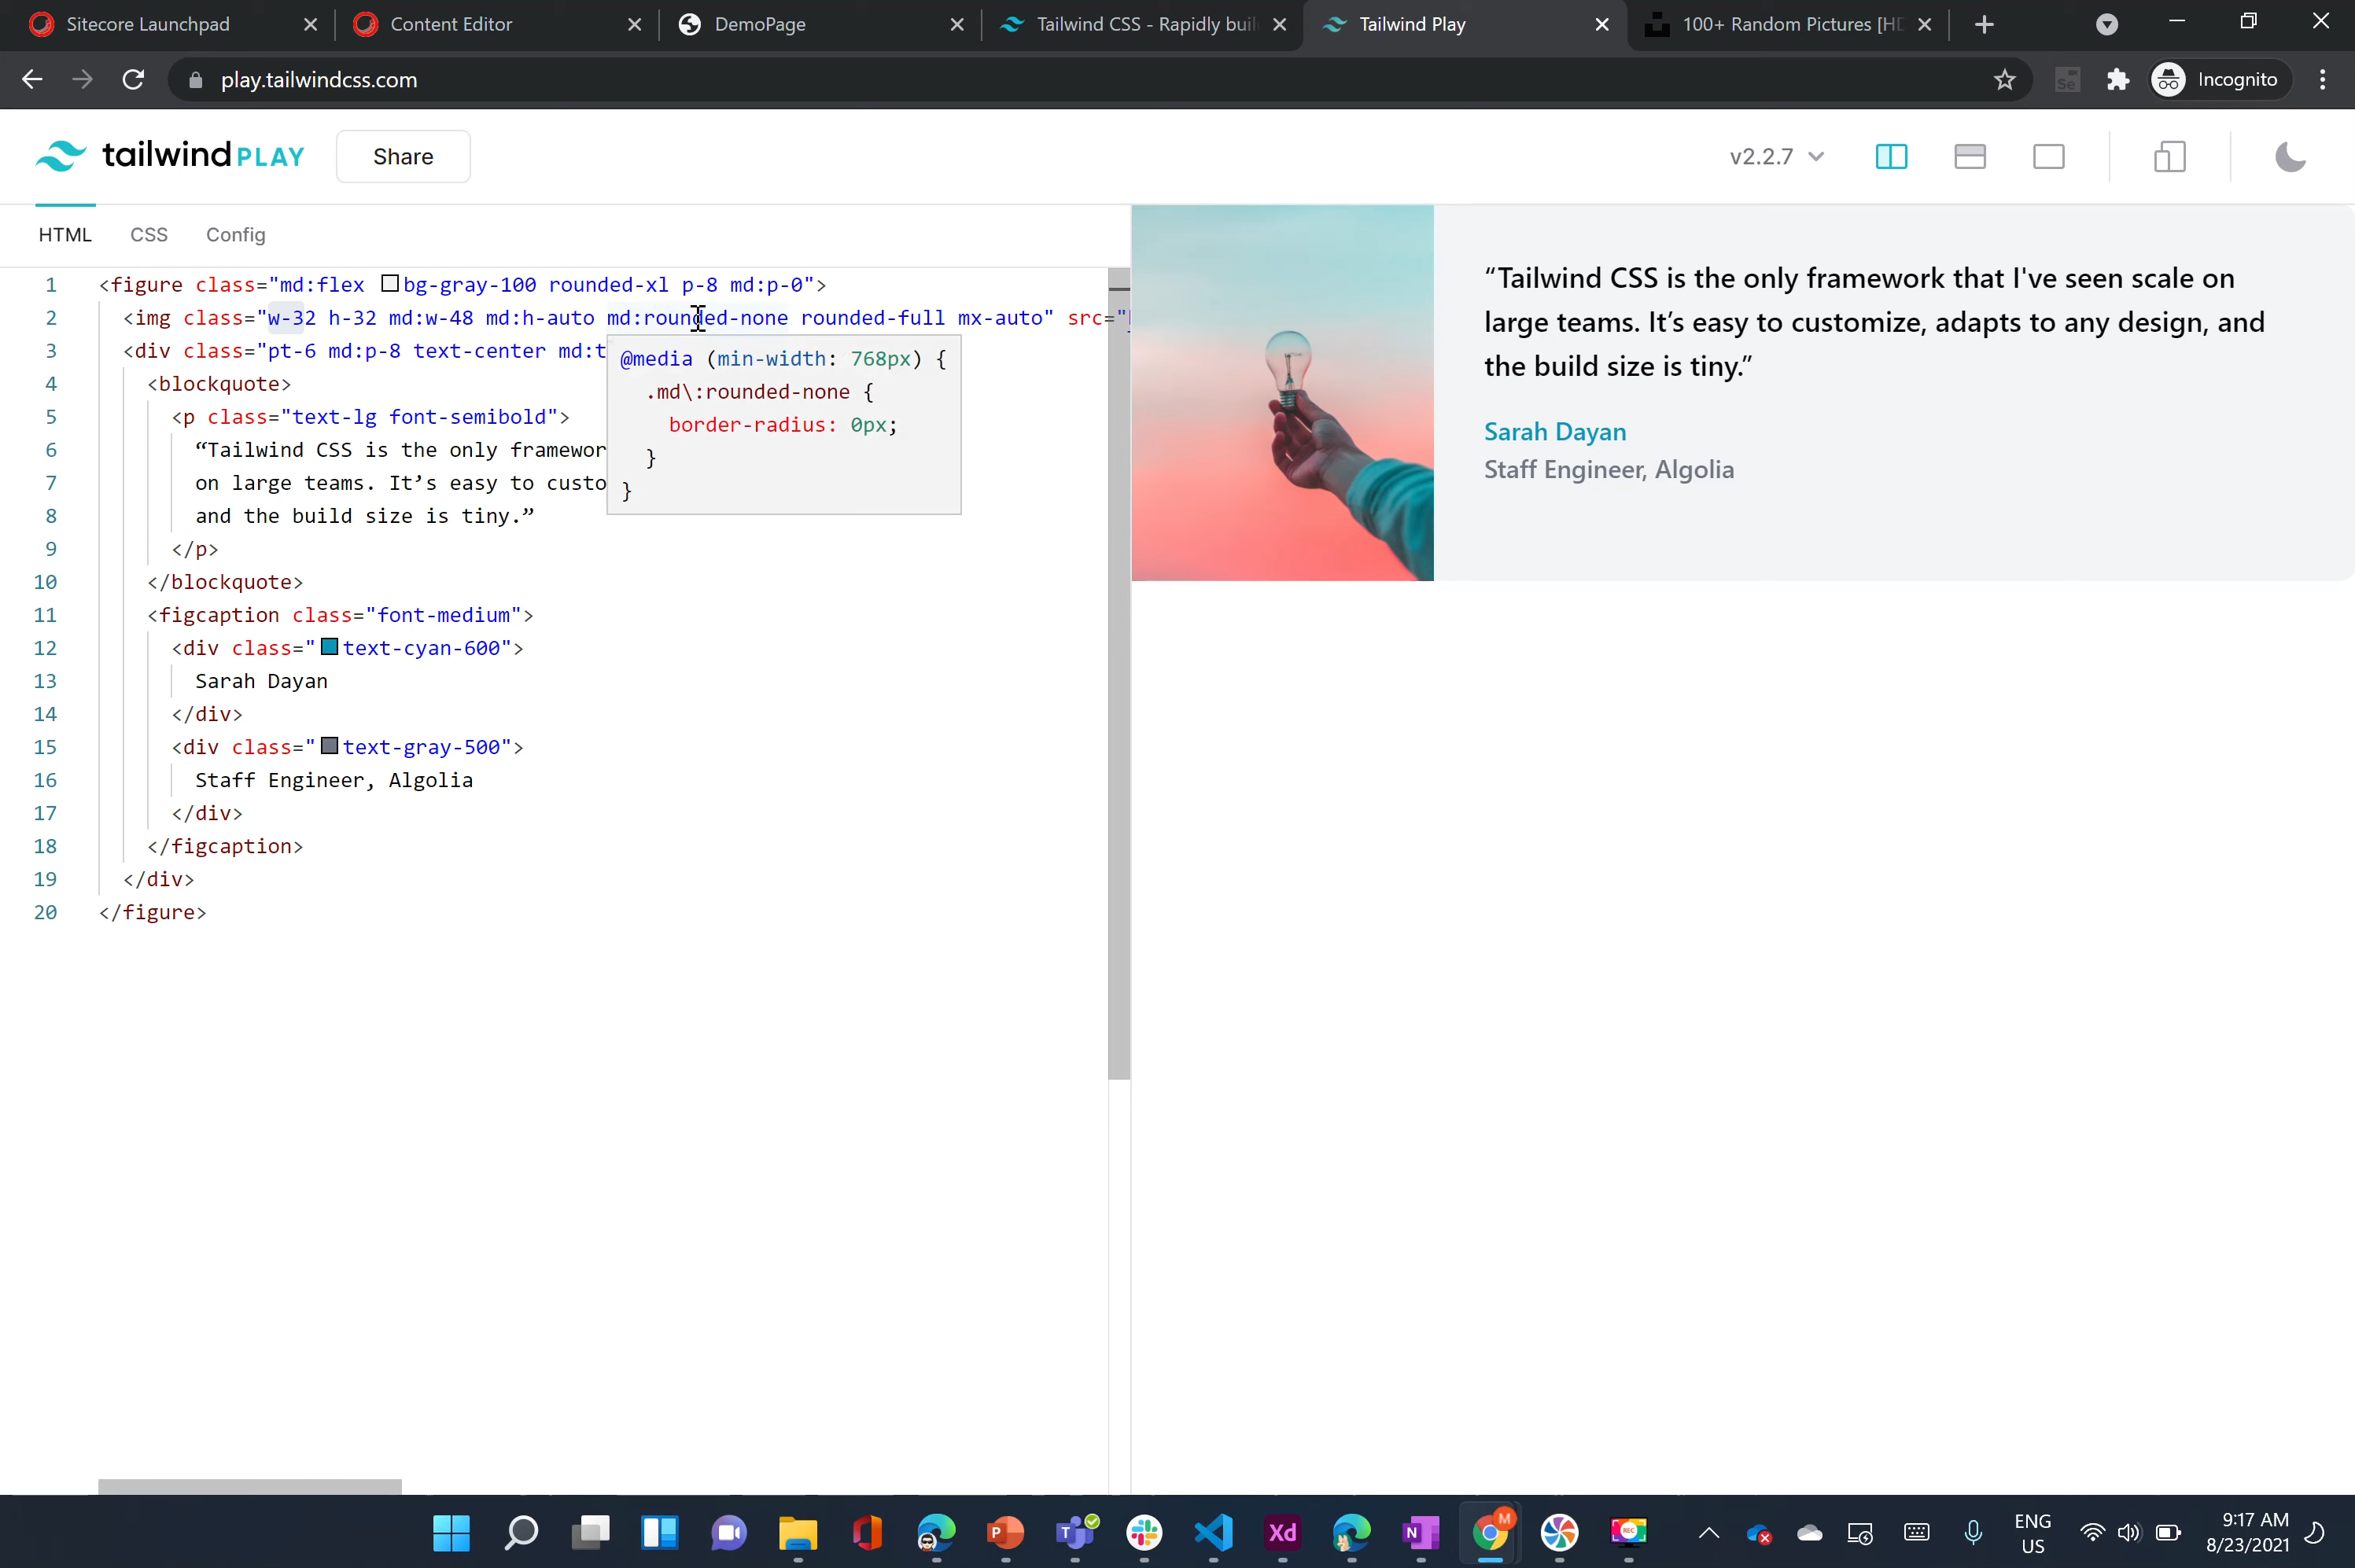 Sitecore Launchpad
Content Editor
DemoPage
Tailwind CSS - Rapidly buil
Tailwind Play
100+ Random Pictures [HD
play.tailwindcss.com
Se
Incognito
tailwind PLAY
Share
v2.2.7
HTML CSS Config
1 <figure class="md:flex bg-gray-100 rounded-xl p-8 md:p-0">
2 <img class="w-32 h-32 md:w-48 md:h-auto md:rounded-none rounded-full mx-auto" src="
3 <div class="pt-6 md:p-8 text-center md:t
4 <blockquote>
5 <p class="text-lg font-semibold">
6 “Tailwind CSS is the only framewor
7 on large teams. It’s easy to custo
8 and the build size is tiny.”
9 </p>
10 </blockquote>
11 <figcaption class="font-medium">
12 <div class="text-cyan-600">
13 Sarah Dayan
14 </div>
15 <div class="text-gray-500">
16 Staff Engineer, Algolia
17 </div>
18 </figcaption>
19 </div>
20 </figure>
@media (min-width: 768px) {
.md\:rounded-none {
border-radius: 0px;
}
}
“Tailwind CSS is the only framework that I've seen scale on
large teams. It’s easy to customize, adapts to any design, and
the build size is tiny.”
Sarah Dayan
Staff Engineer, Algolia
P
T
Xd
N
M
REC
ENG
US
9:17 AM
8/23/2021